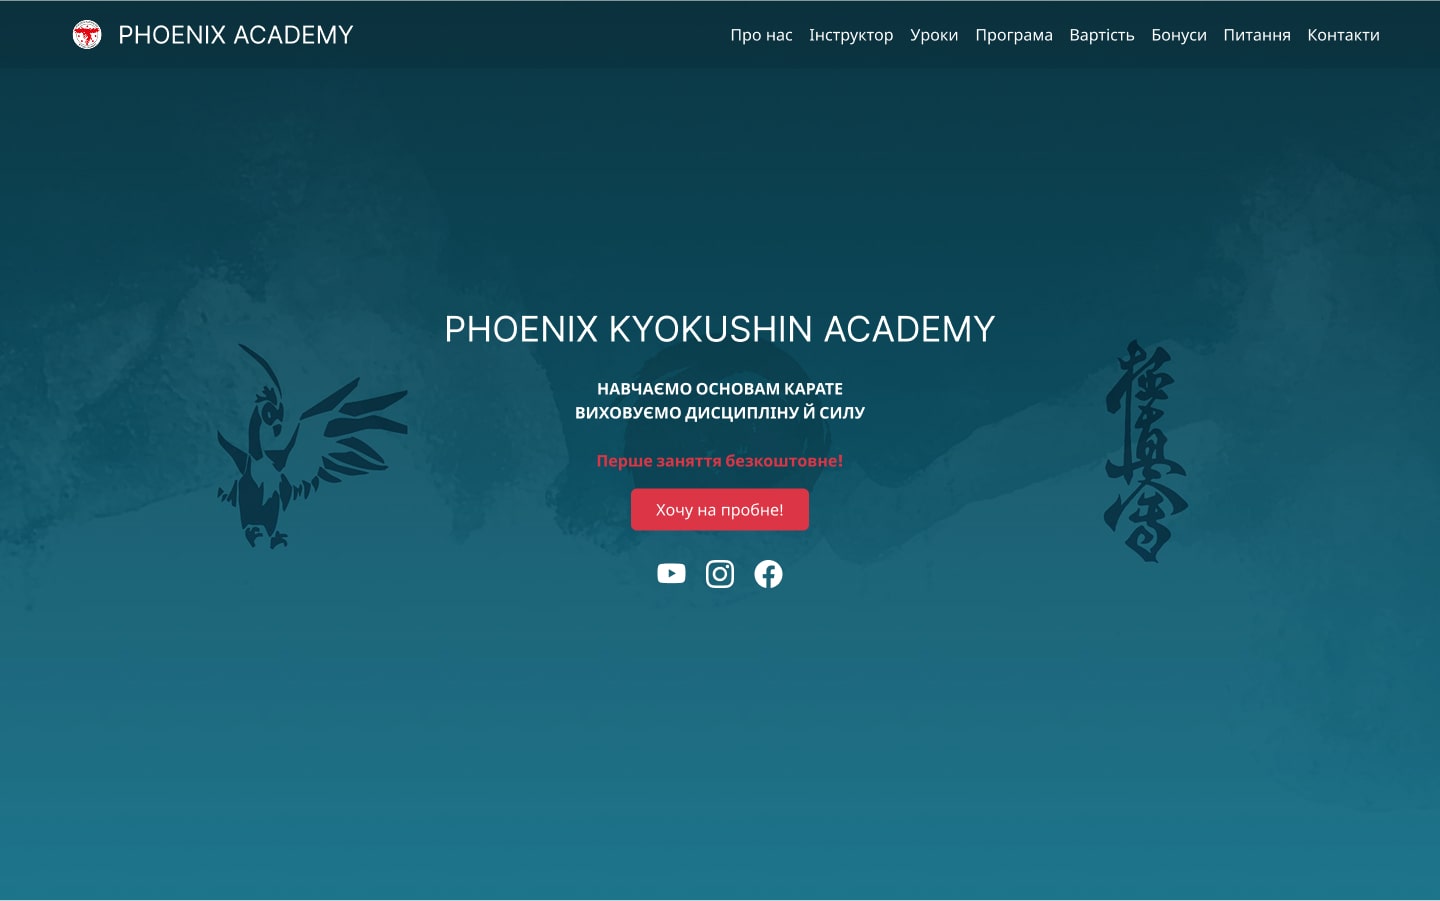 PHOENIX ACADEMY
Про нас Інструктор Уроки Програма Вартість Бонуси Питання Контакти
PHOENIX KYOKUSHIN ACADEMY
НАВЧАЄМО ОСНОВАМ КАРАТЕ
ВИХОВУЄМО ДИСЦИПЛІНУ Й СИЛУ
Перше заняття безкоштовне!
Хочу на пробне!
極真會